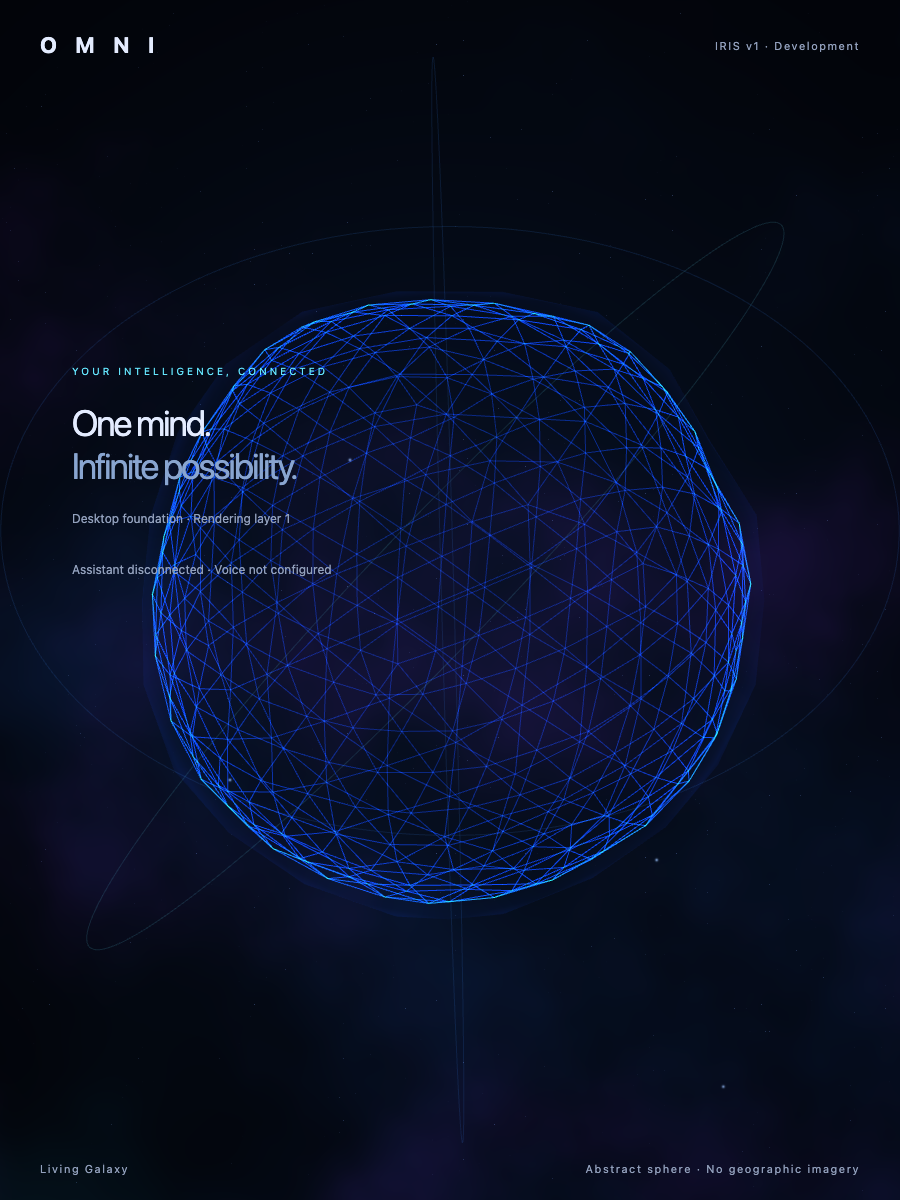 OMNI
IRIS v1 · Development
YOUR INTELLIGENCE, CONNECTED
One mind.
Infinite possibility.
Desktop foundation · Rendering layer 1
Assistant disconnected · Voice not configured
Living Galaxy
Abstract sphere · No geographic imagery